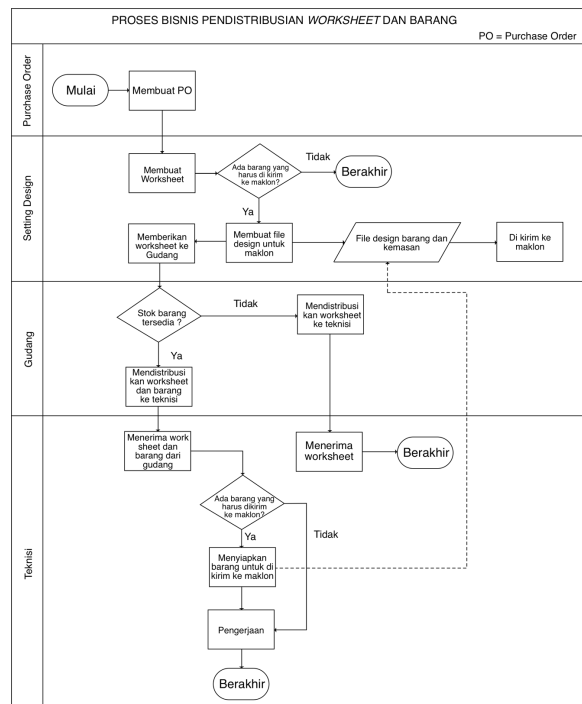 PROSES BISNIS PENDISTRIBUSIAN WORKSHEET DAN BARANG
PO = Purchase Order
Purchase Order
Mulai
Membuat PO
Setting Design
Membuat
Worksheet
Ada barang yang
harus di kirim
ke maklon?
Tidak
Berakhir
Ya
Memberikan
worksheet ke
Gudang
Membuat file
design untuk
maklon
File design barang dan
kemasan
Di kirim ke
maklon
Gudang
Stok barang
tersedia ?
Tidak
Mendistribusi
kan worksheet
ke teknisi
Ya
Mendistribusi
kan worksheet
dan barang
ke teknisi
Teknisi
Menerima work
sheet dan
barang dari
gudang
Menerima
worksheet
Berakhir
Ada barang yang
harus dikirim
ke maklon?
Ya
Tidak
Menyiapkan
barang untuk di
kirim ke maklon
Pengerjaan
Berakhir